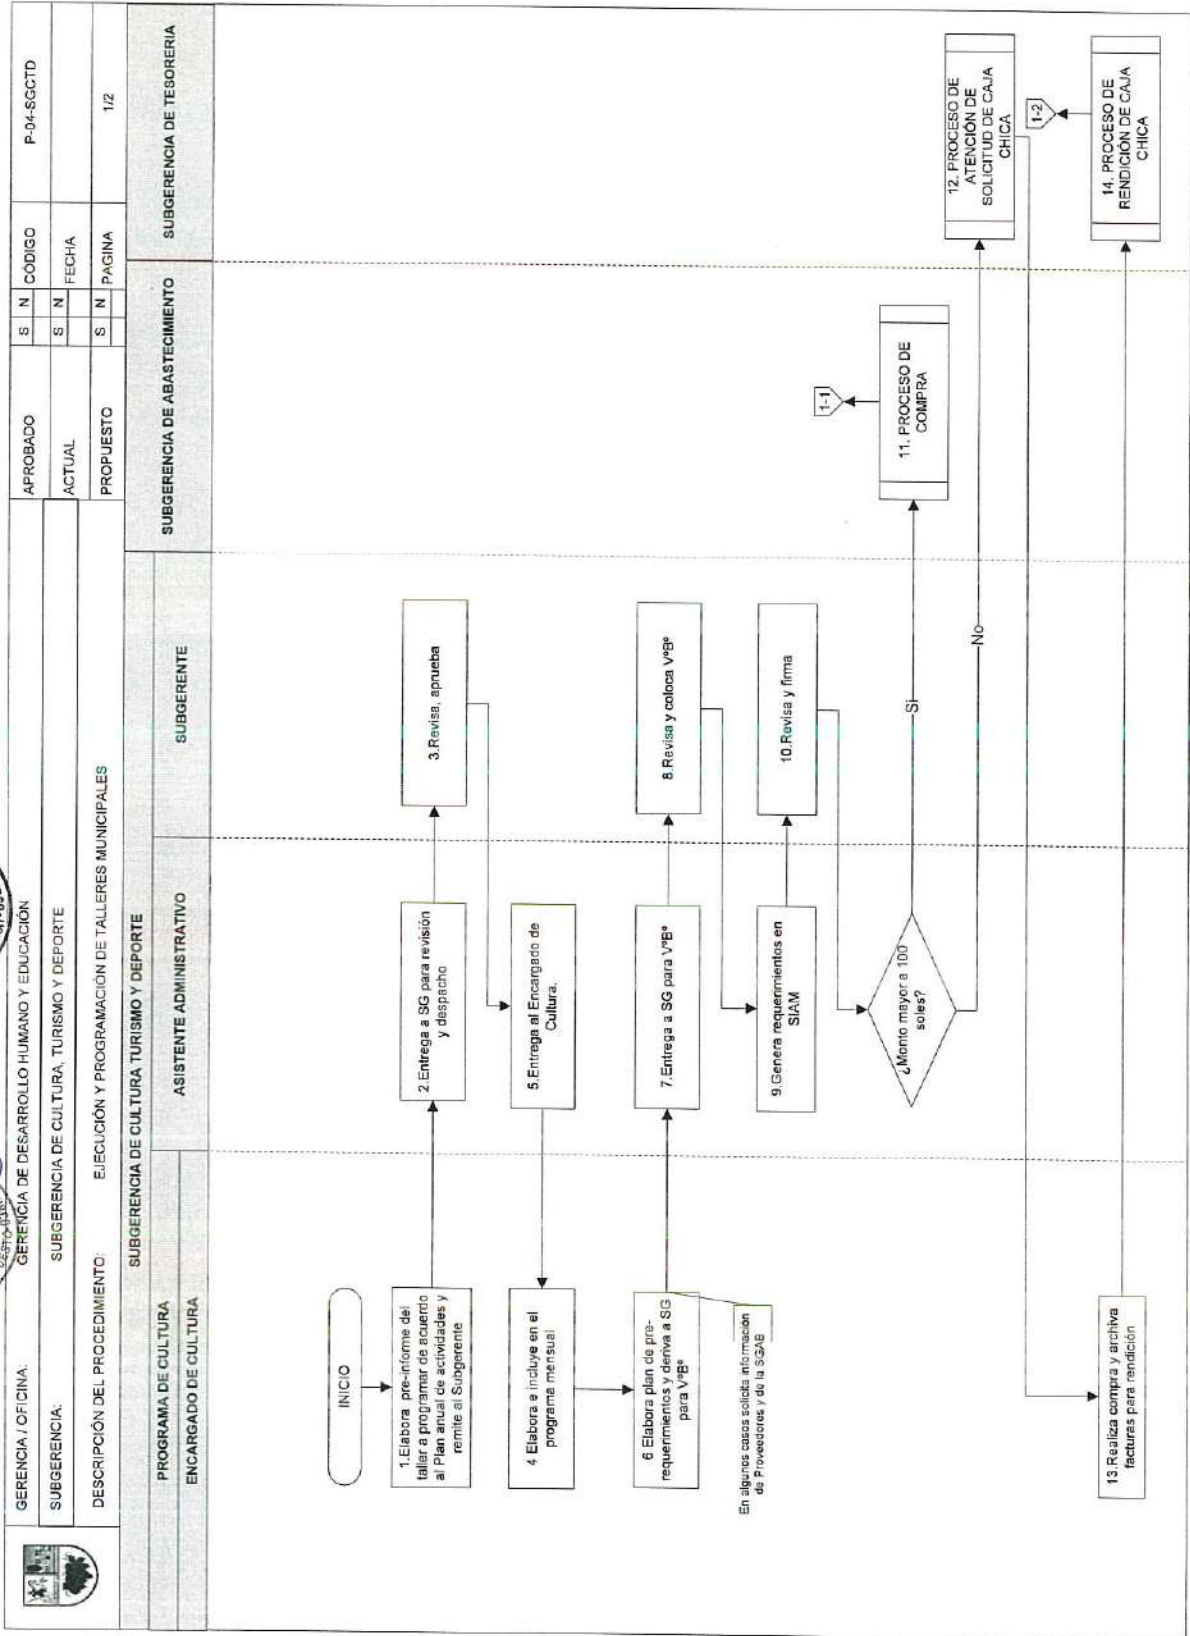 GERENCIA / OFICINA:
GERENCIA DE DESARROLLO HUMANO Y EDUCACIÓN
APROBADO
S N
CÓDIGO
P-04-SGCTD
SUBGERENCIA:
SUBGERENCIA DE CULTURA, TURISMO Y DEPORTE
ACTUAL
S N
FECHA
DESCRIPCIÓN DEL PROCEDIMIENTO:
EJECUCIÓN Y PROGRAMACIÓN DE TALLERES MUNICIPALES
PROPUESTO
S N
PAGINA
1/2
SUBGERENCIA DE CULTURA TURISMO Y DEPORTE
SUBGERENCIA DE ABASTECIMIENTO
SUBGERENCIA DE TESORERIA
PROGRAMA DE CULTURA
ENCARGADO DE CULTURA
ASISTENTE ADMINISTRATIVO
SUBGERENTE
INICIO
1.Elabora pre-informe del
taller a programar de acuerdo
al Plan anual de actividades y
remite al Subgerente
2.Entrega a SG para revisión
y despacho
3.Revisa, aprueba
4 Elabora e incluye en el
programa mensual
5.Entrega al Encargado de
Cultura.
6 Elabora plan de pre-
requerimientos y deriva a SG
para VºBº
En algunos casos solicita información
de Proveedores y de la SGAB
7.Entrega a SG para VºBº
8.Revisa y coloca VºBº
9.Genera requerimientos en
SIAM
10.Revisa y firma
¿Monto mayor a 100
soles?
Sí
1-1
11. PROCESO DE
COMPRA
No
12. PROCESO DE
ATENCIÓN DE
SOLICITUD DE CAJA
CHICA
13.Realiza compra y archiva
facturas para rendición
1-2
14. PROCESO DE
RENDICIÓN DE CAJA
CHICA